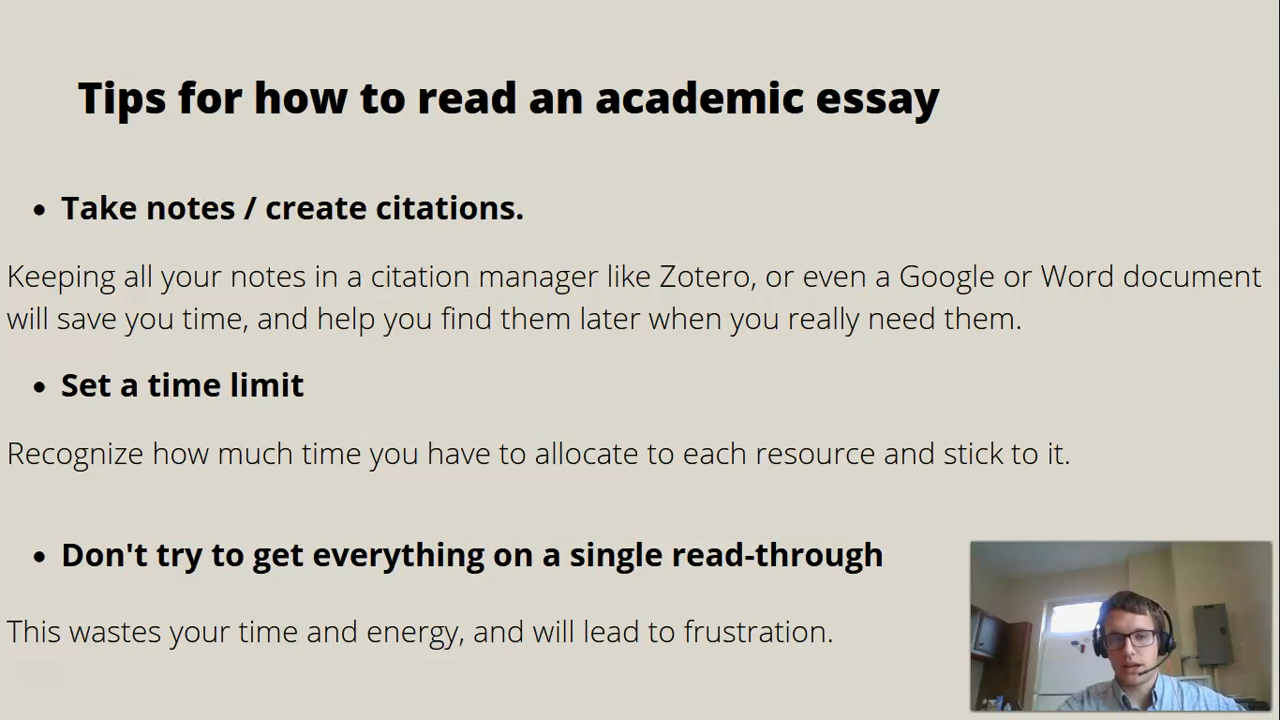 Tips for how to read an academic essay
• Take notes / create citations.
Keeping all your notes in a citation manager like Zotero, or even a Google or Word document
will save you time, and help you find them later when you really need them.
• Set a time limit
Recognize how much time you have to allocate to each resource and stick to it.
• Don't try to get everything on a single read-through
This wastes your time and energy, and will lead to frustration.